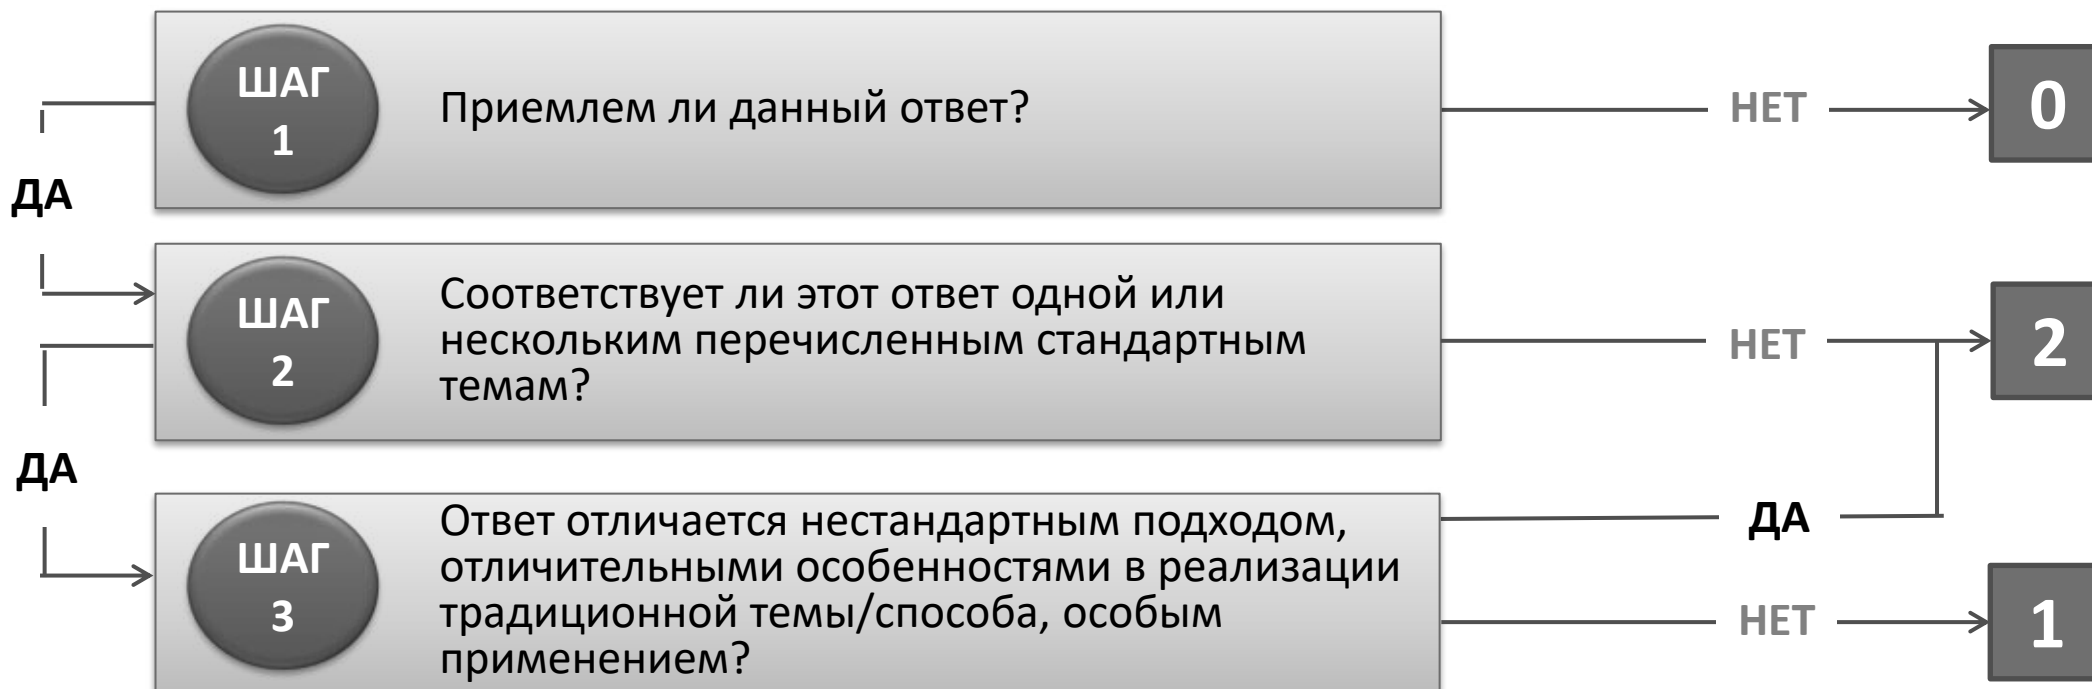 ШАГ
1
Приемлем ли данный ответ?
НЕТ
0
ДА
ШАГ
2
Соответствует ли этот ответ одной или
нескольким перечисленным стандартным
темам?
НЕТ
2
ДА
ШАГ
3
Ответ отличается нестандартным подходом,
отличительными особенностями в реализации
традиционной темы/способа, особым
применением?
ДА
НЕТ
1